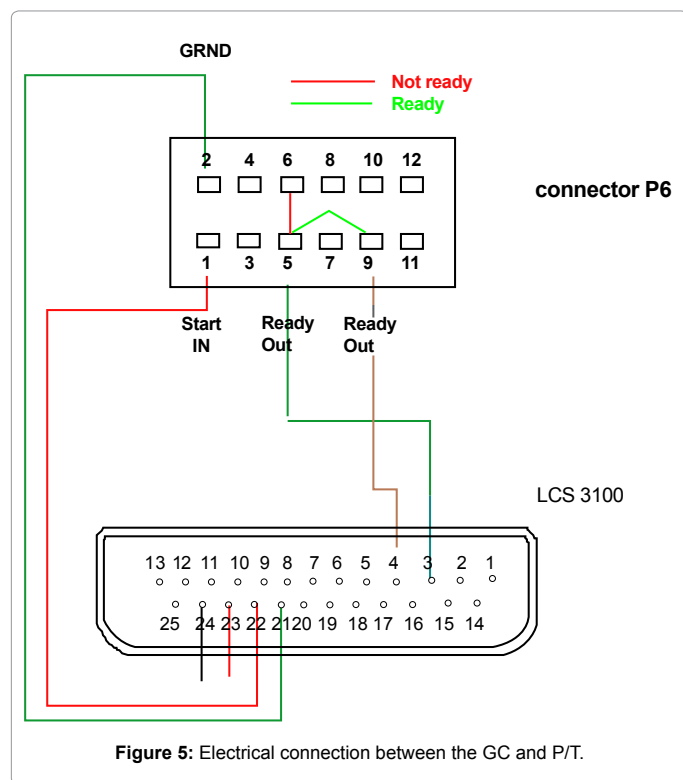 GRND
Not ready
Ready
2 4 6 8 10 12
connector P6
1 3 5 7 9 11
Start
IN
Ready
Out
Ready
Out
LCS 3100
13 12 11 10 9 8 7 6 5 4 3 2 1
25 24 23 22 21 20 19 18 17 16 15 14
Figure 5: Electrical connection between the GC and P/T.